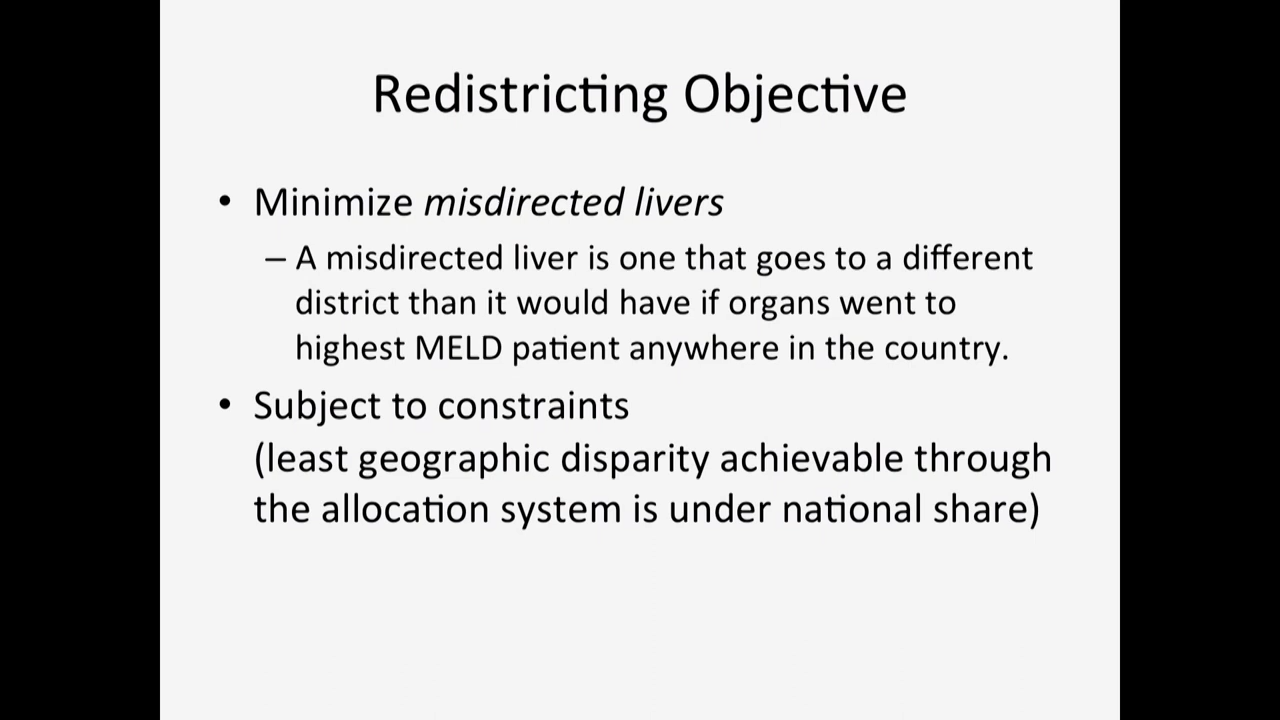 Redistricting Objective
• Minimize misdirected livers
– A misdirected liver is one that goes to a different
district than it would have if organs went to
highest MELD patient anywhere in the country.
• Subject to constraints
(least geographic disparity achievable through
the allocation system is under national share)